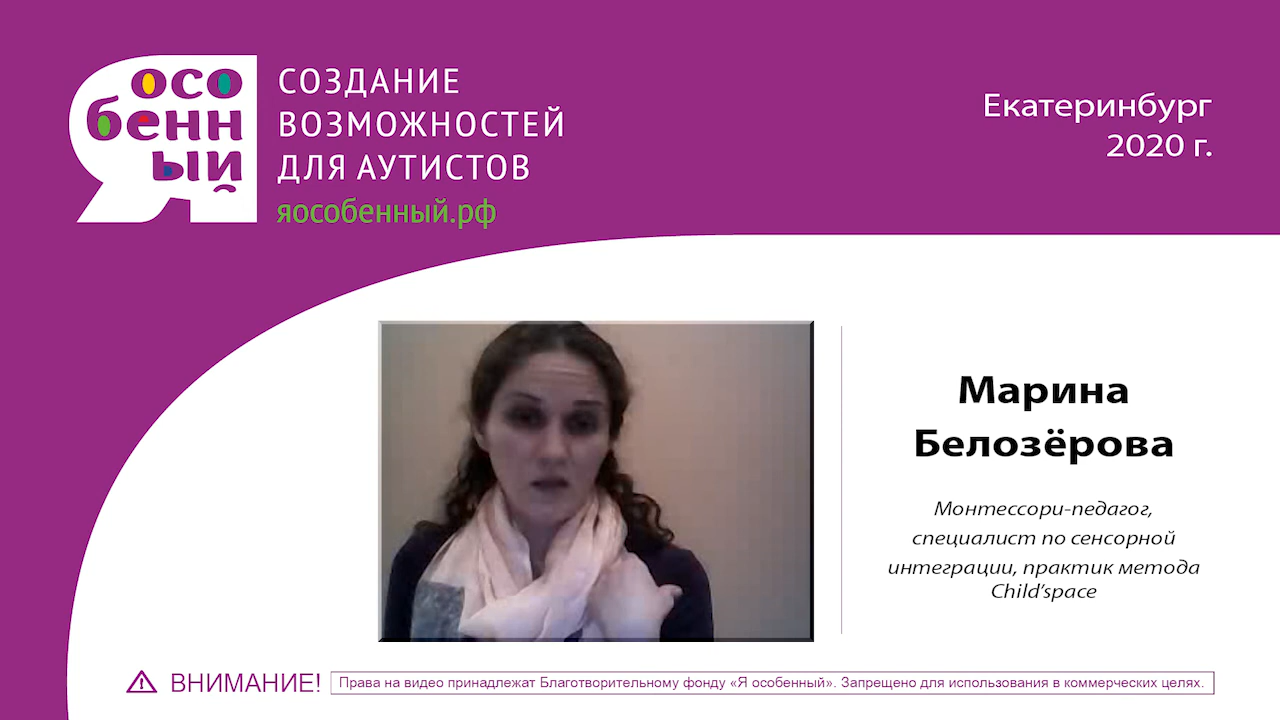 осо
бенн
ый
Я
СОЗДАНИЕ
ВОЗМОЖНОСТЕЙ
ДЛЯ АУТИСТОВ
яособенный.рф
Екатеринбург
2020 г.
Марина
Белозёрова
Монтессори-педагог,
специалист по сенсорной
интеграции, практик метода
Child’space
ВНИМАНИЕ!
Права на видео принадлежат Благотворительному фонду «Я особенный». Запрещено для использования в коммерческих целях.